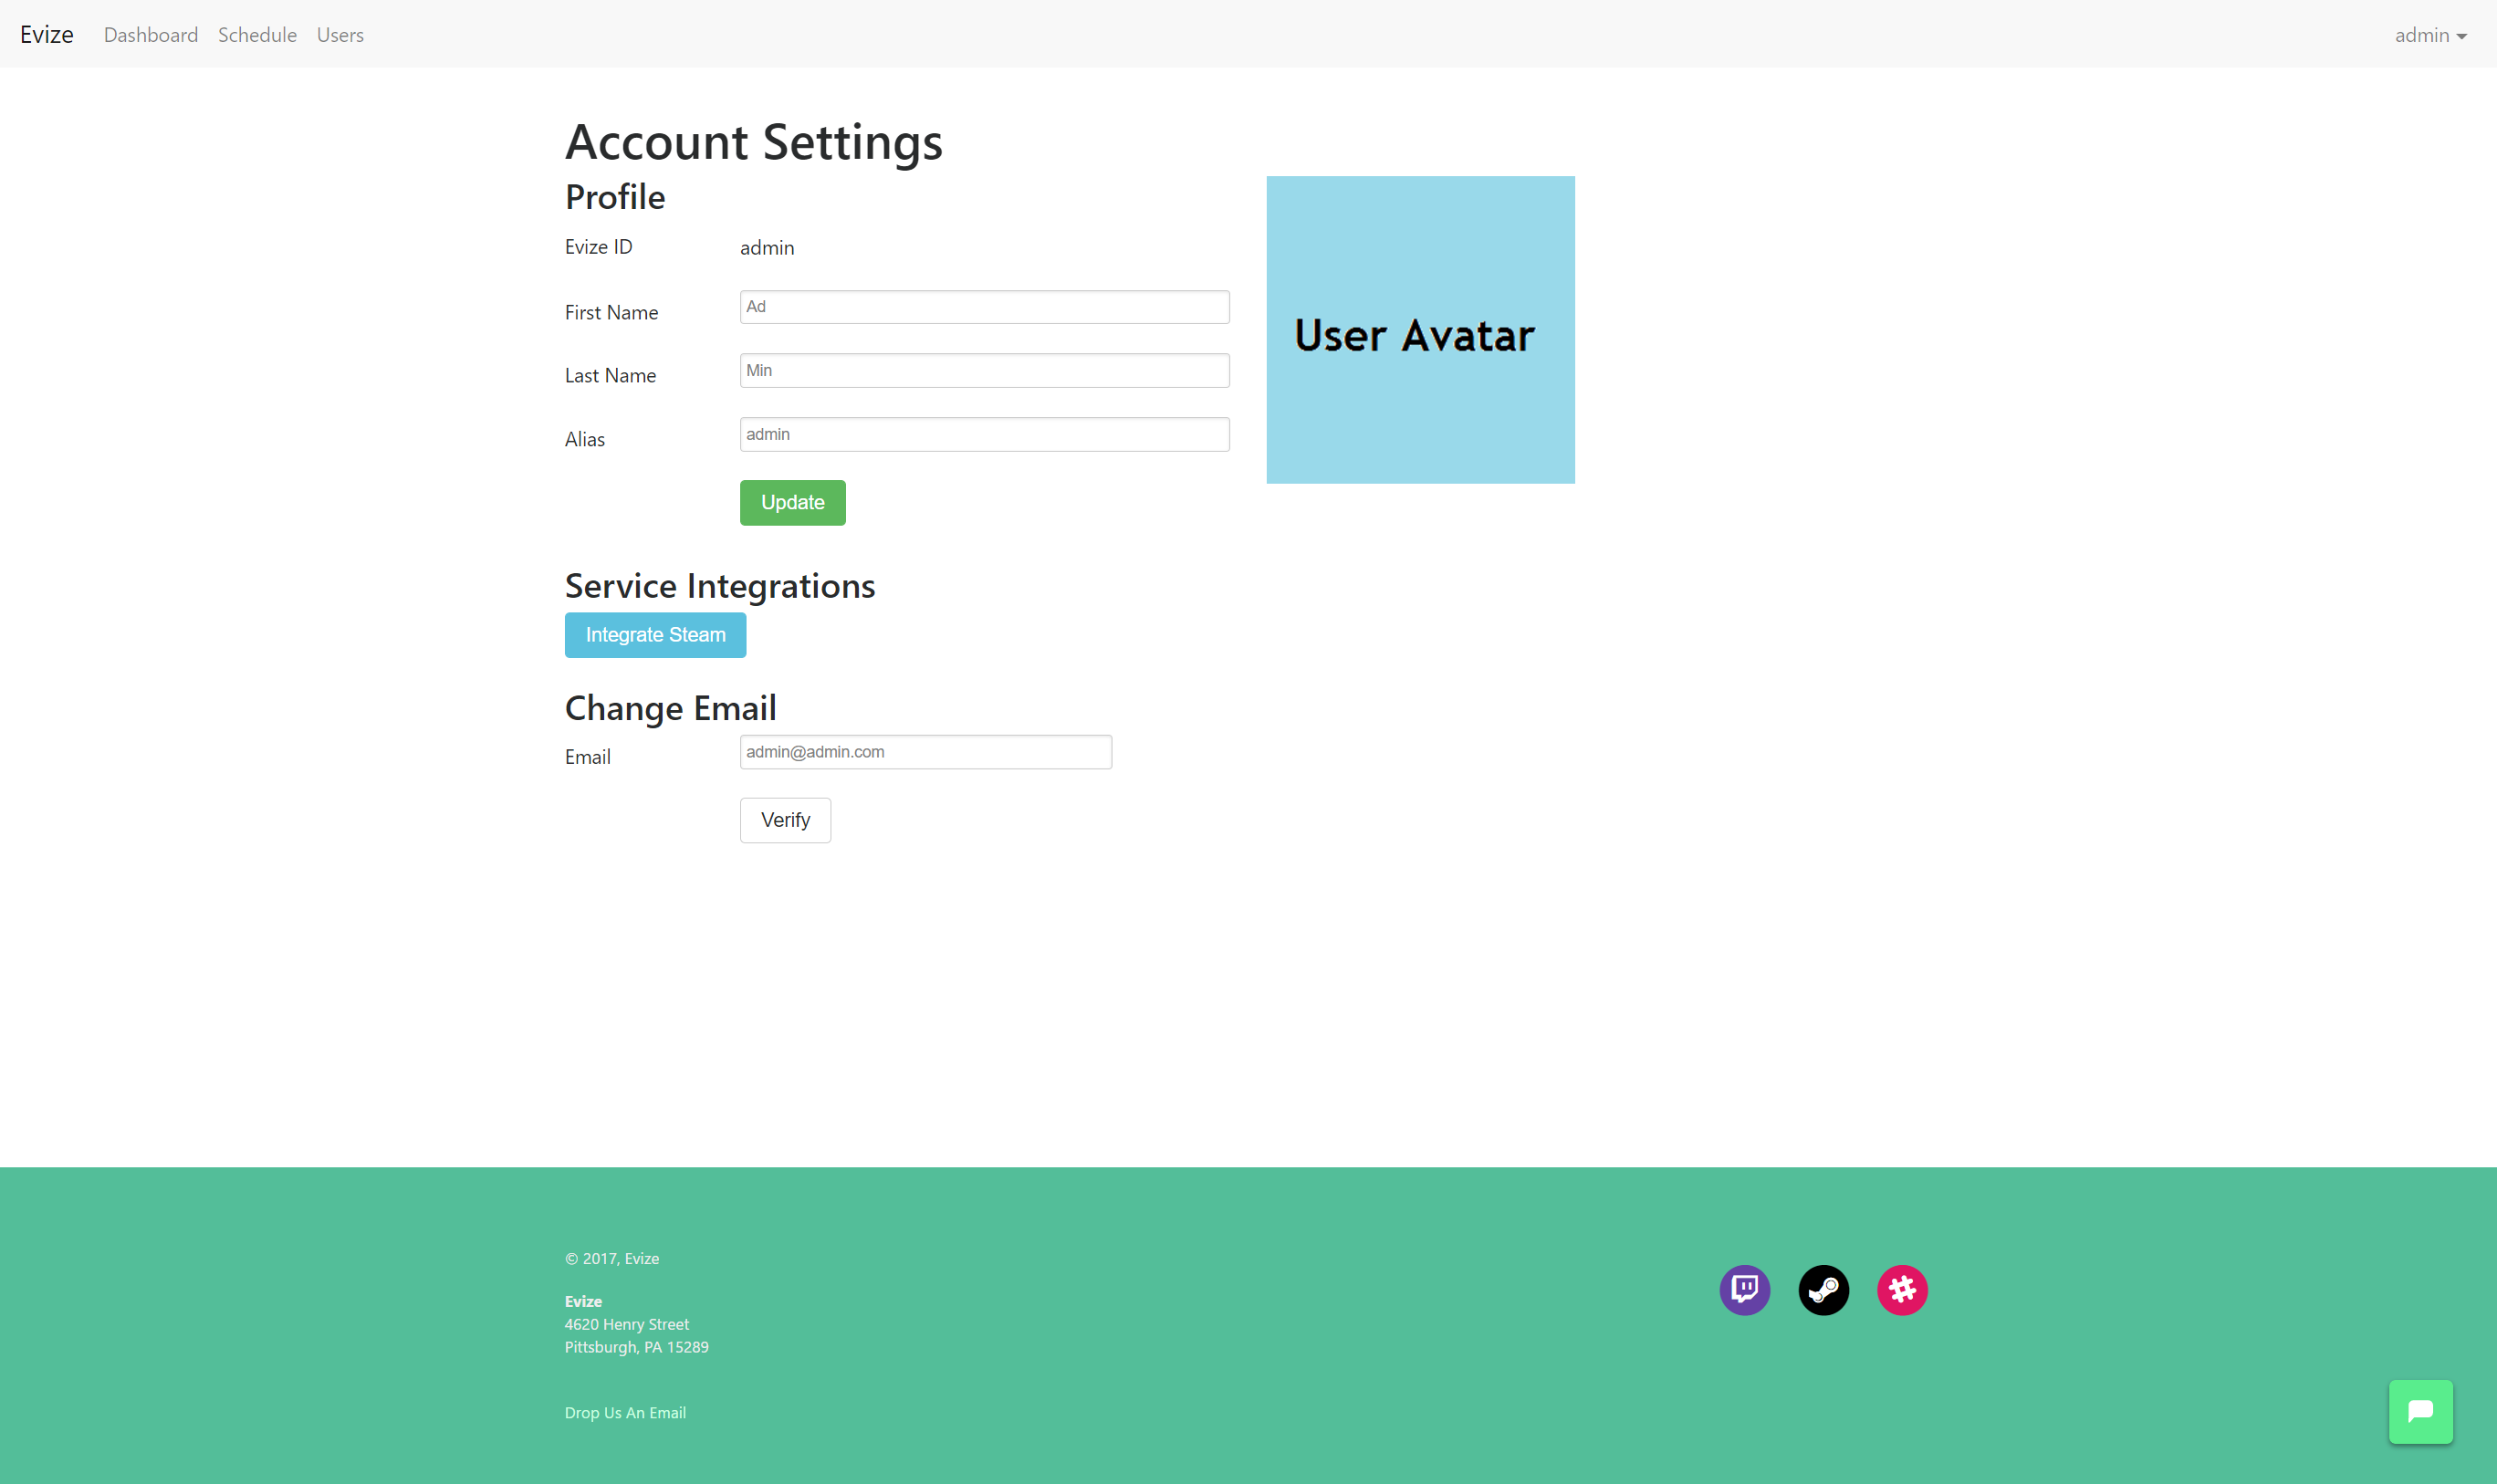 Evize Dashboard Schedule Users admin
Account Settings
Profile
Evize ID admin
First Name Ad
Last Name Min
Alias admin
Update
User Avatar
Service Integrations
Integrate Steam
Change Email
Email admin@admin.com
Verify
© 2017, Evize
Evize
4620 Henry Street
Pittsburgh, PA 15289
Drop Us An Email